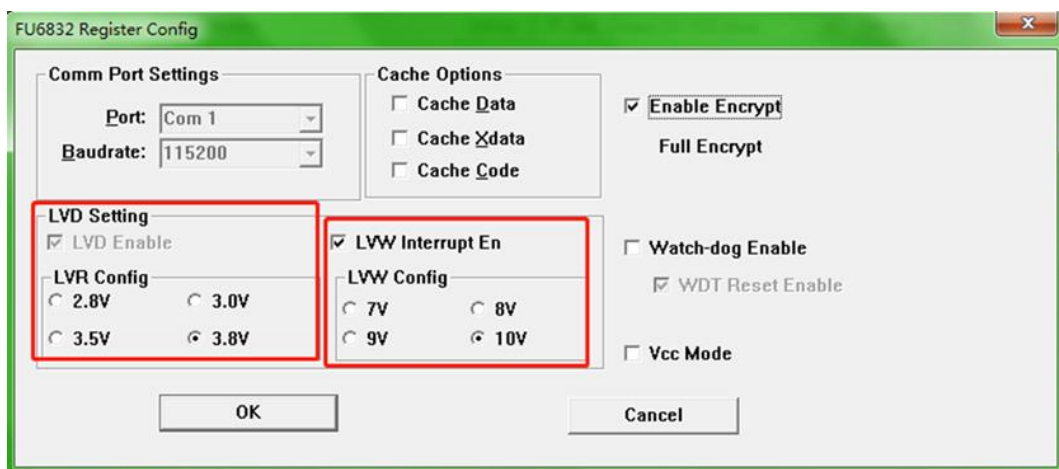 FU6832 Register Config
Comm Port Settings
Port: Com 1
Baudrate: 115200
Cache Options
Cache Data
Cache Xdata
Cache Code
Enable Encrypt
Full Encrypt
LVD Setting
LVD Enable
LVR Config
2.8V 3.0V
3.5V 3.8V
LVW Interrupt En
LVW Config
7V 8V
9V 10V
Watch-dog Enable
WDT Reset Enable
Vcc Mode
OK
Cancel